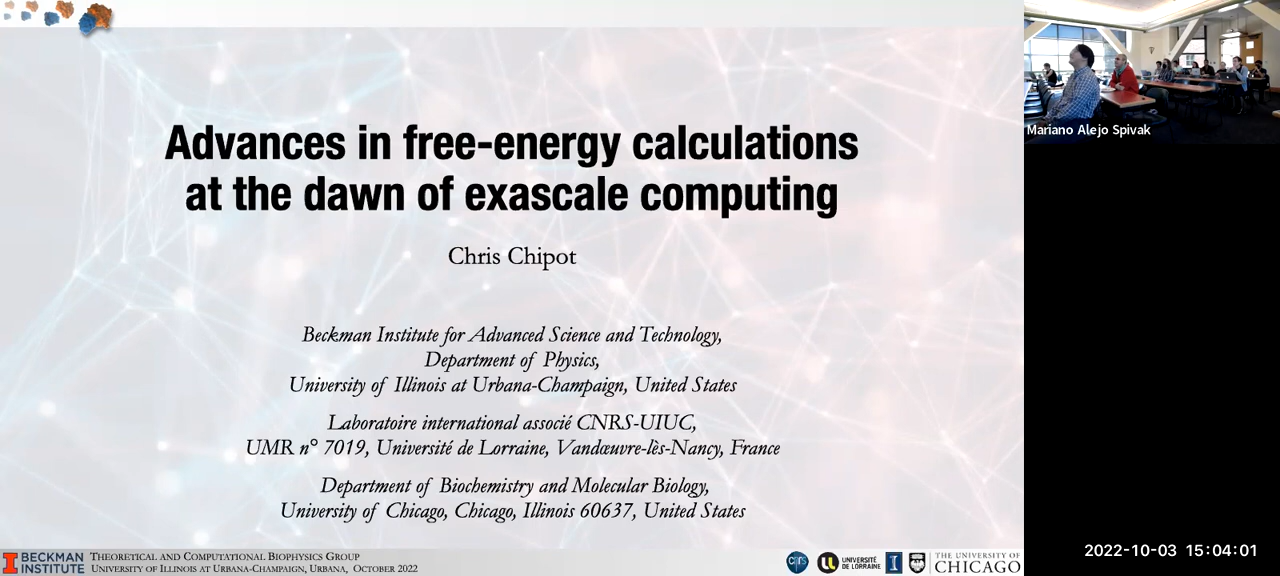 Advances in free-energy calculations
at the dawn of exascale computing
Chris Chipot
Beckman Institute for Advanced Science and Technology,
Department of Physics,
University of Illinois at Urbana-Champaign, United States
Laboratoire international associé CNRS-UIUC,
UMR n° 7019, Université de Lorraine, Vandœuvre-lès-Nancy, France
Department of Biochemistry and Molecular Biology,
University of Chicago, Chicago, Illinois 60637, United States
BECKMAN INSTITUTE
THEORETICAL AND COMPUTATIONAL BIOPHYSICS GROUP
UNIVERSITY OF ILLINOIS AT URBANA-CHAMPAIGN, URBANA, OCTOBER 2022
cnrs
UNIVERSITÉ
DE LORRAINE
THE UNIVERSITY OF
CHICAGO
Mariano Alejo Spivak
2022-10-03 15:04:01